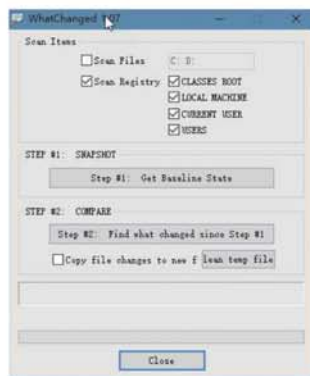 WhatChanged 1.07
Scan Items
Scan Files C: D:
Scan Registry CLASSES ROOT
LOCAL MACHINE
CURRENT USER
USERS
STEP #1: SNAPSHOT
Step #1: Get Baseline State
STEP #2: COMPARE
Step #2: Find what changed since Step #1
Copy file changes to new f lean temp file
Close